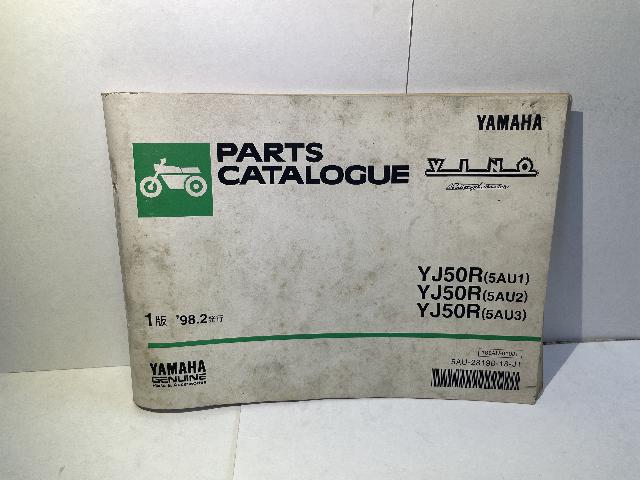 YAMAHA
PARTS
CATALOGUE
VINO
YJ50R(5AU1)
YJ50R(5AU2)
YJ50R(5AU3)
1版 '98.2発行
YAMAHA
GENUINE
5AU-28198-1S-J1